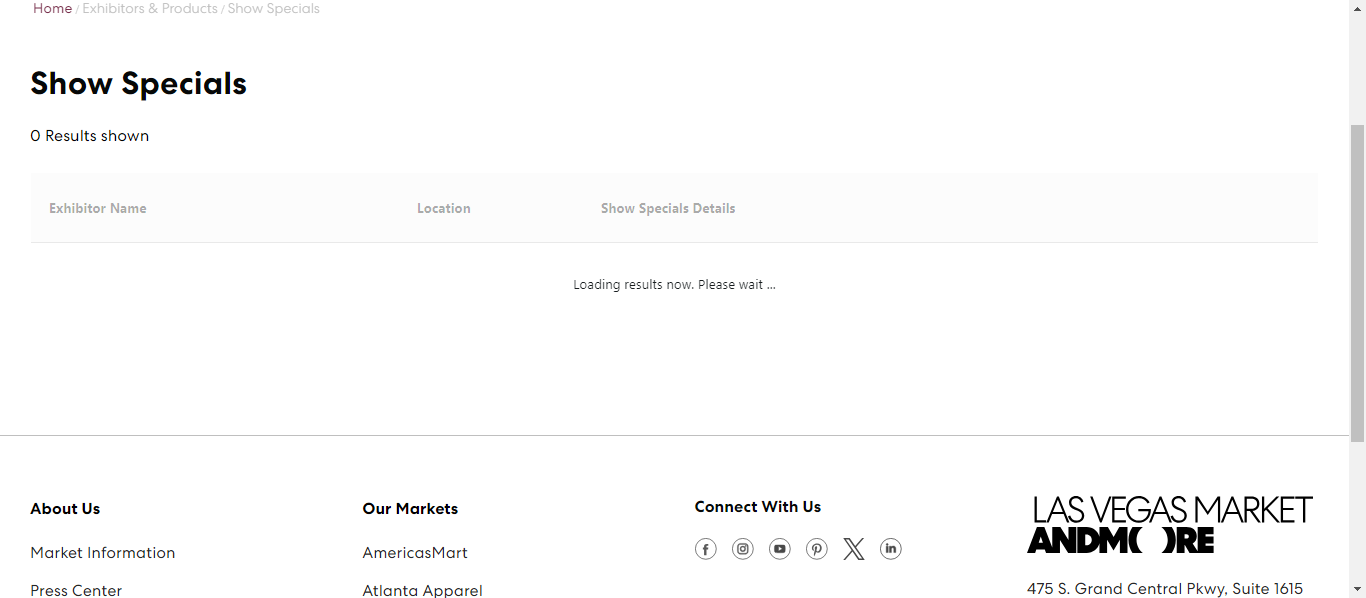 Home / Exhibitors & Products / Show Specials
Show Specials
0 Results shown
Exhibitor Name Location Show Specials Details
Loading results now. Please wait ...
About Us
Market Information
Press Center
Our Markets
AmericasMart
Atlanta Apparel
Connect With Us
LAS VEGAS MARKET
ANDM( )RE
475 S. Grand Central Pkwy, Suite 1615